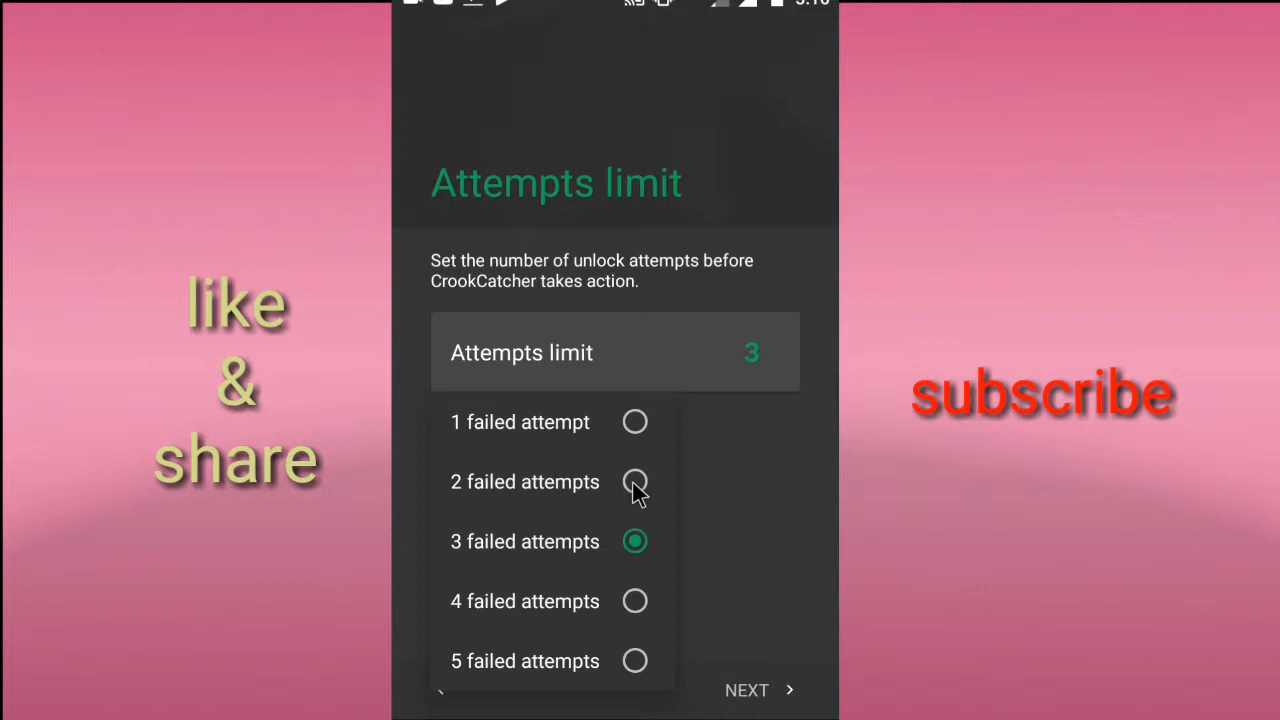 Attempts limit
Set the number of unlock attempts before
CrookCatcher takes action.
Attempts limit 3
1 failed attempt
2 failed attempts
3 failed attempts
4 failed attempts
5 failed attempts
NEXT
like
&
share
subscribe